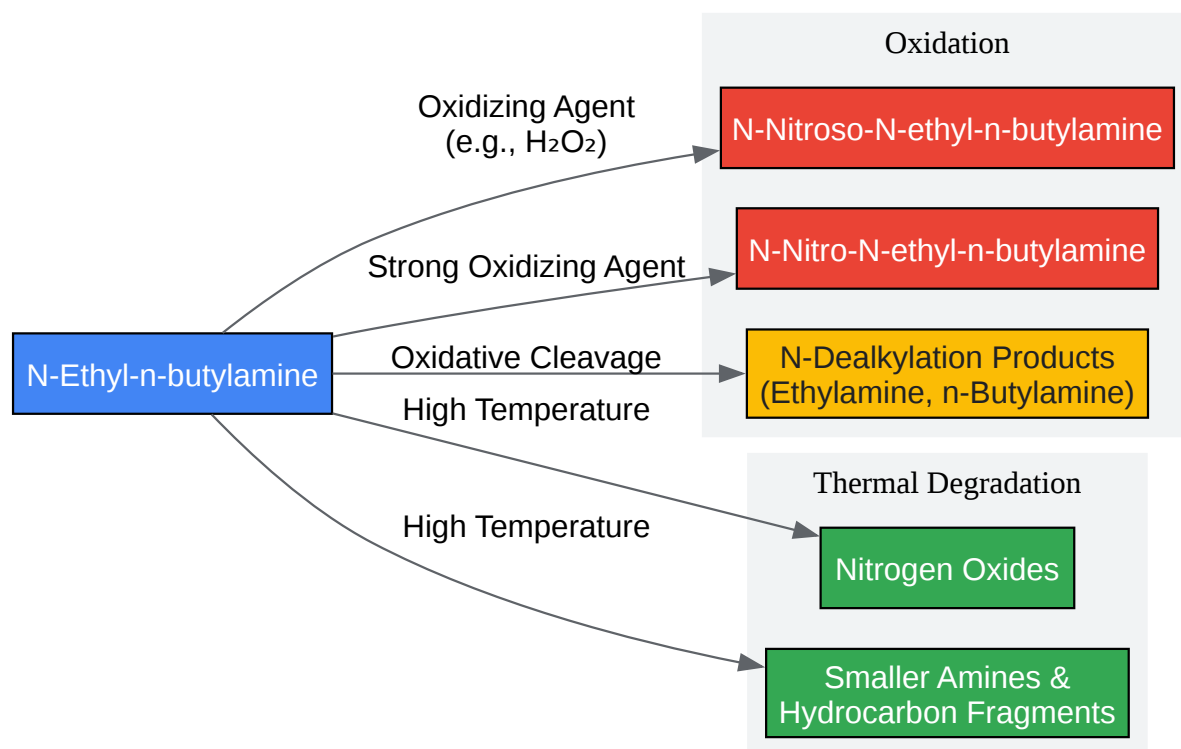 Oxidation
Oxidizing Agent
(e.g., H₂O₂)
N-Nitroso-N-ethyl-n-butylamine
Strong Oxidizing Agent
N-Nitro-N-ethyl-n-butylamine
N-Ethyl-n-butylamine
Oxidative Cleavage
N-Dealkylation Products
(Ethylamine, n-Butylamine)
High Temperature
Thermal Degradation
High Temperature
Nitrogen Oxides
Smaller Amines &
Hydrocarbon Fragments